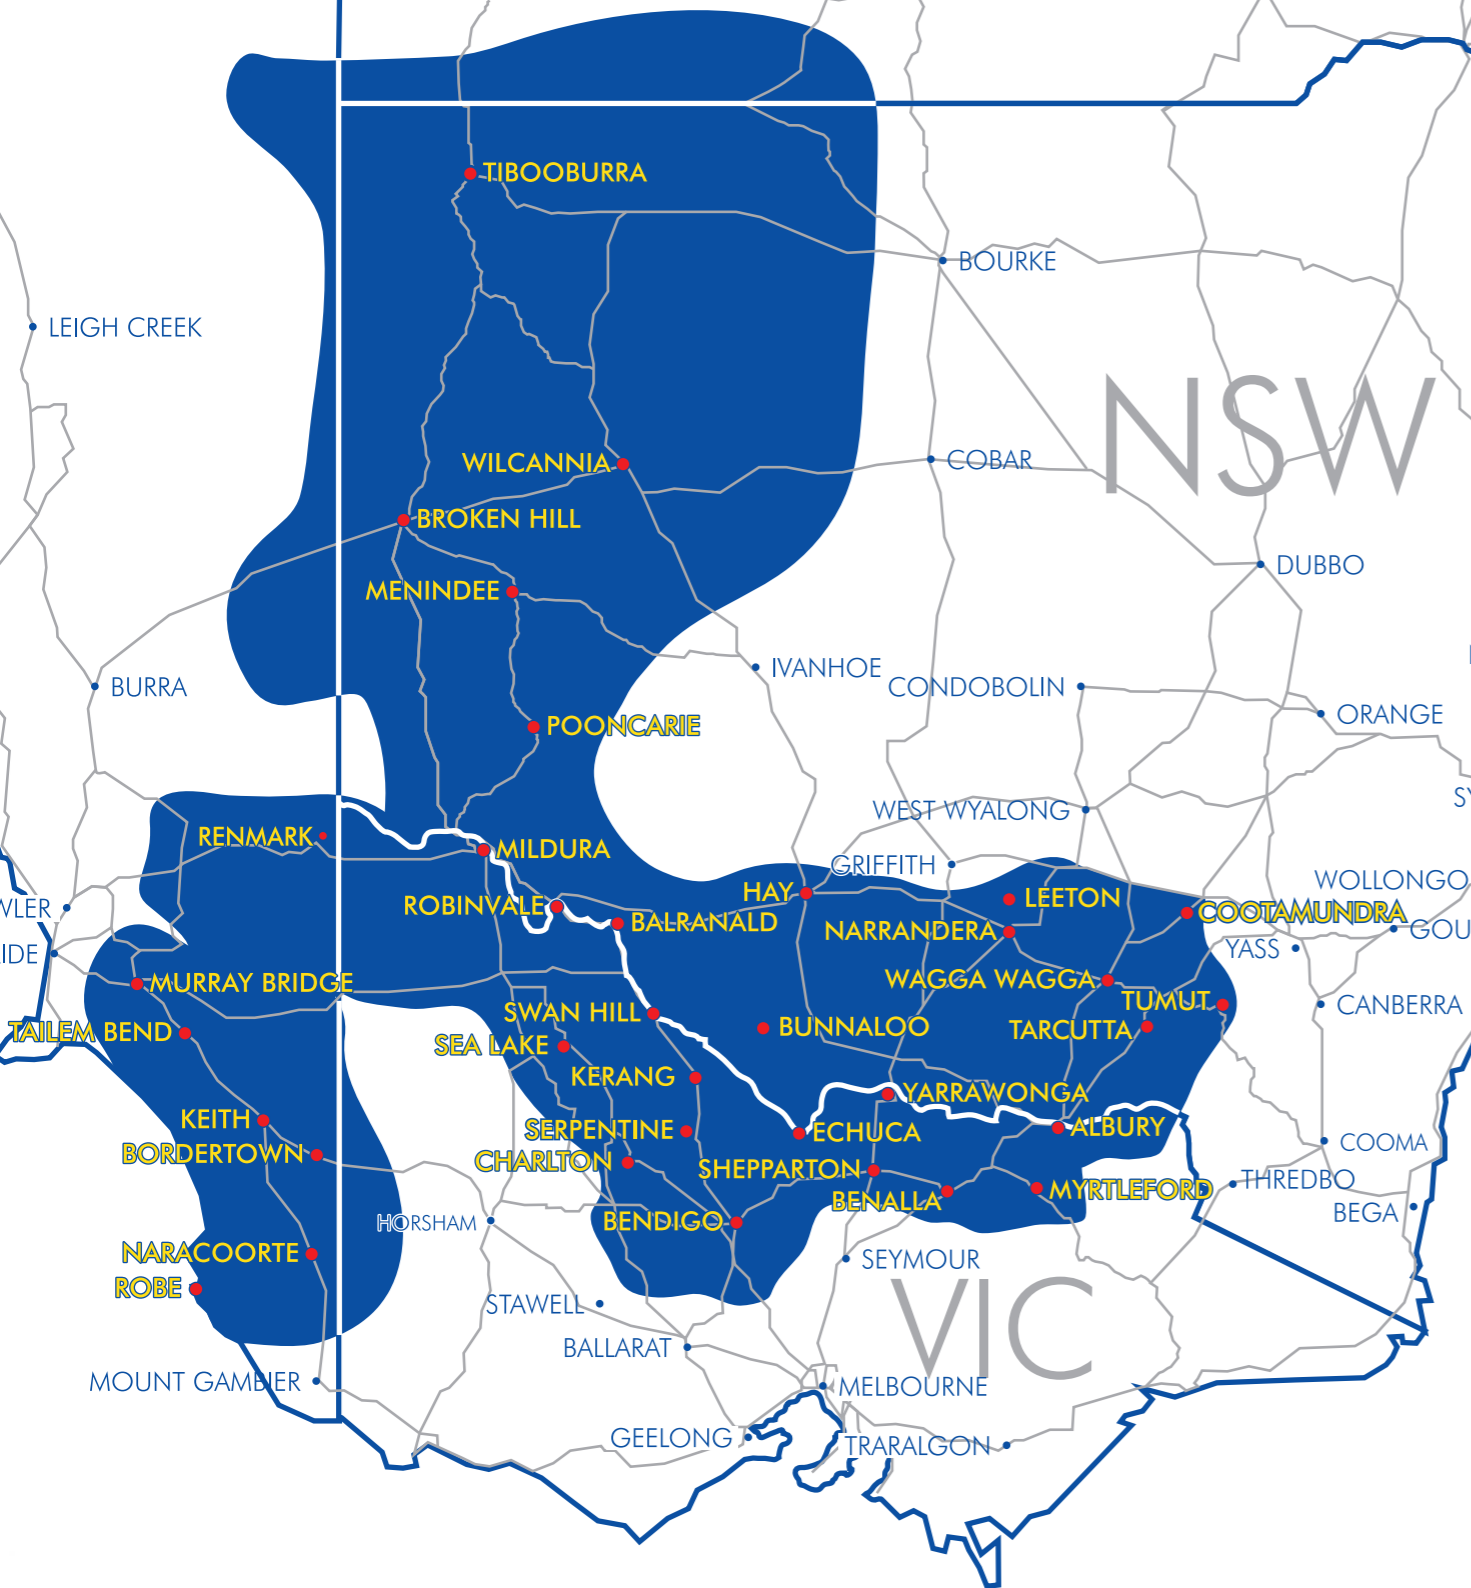 TIBOOBURRA
BOURKE
LEIGH CREEK
NSW
WILCANNIA
COBAR
BROKEN HILL
DUBBO
MENINDEE
IVANHOE
CONDOBOLIN
BURRA
ORANGE
POONCARIE
SY
WEST WYALONG
RENMARK
MILDURA
GRIFFITH
WOLLONGO
HAY
LEETON
ROBINVALE
WLER
COOTAMUNDRA
BALRANALD
NARRANDERA
GOU
YASS
IDE
MURRAY BRIDGE
WAGGA WAGGA
TUMUT
CANBERRA
SWAN HILL
BUNNALOO
TARCUTTA
TAILEM BEND
SEA LAKE
KERANG
YARRAWONGA
KEITH
SERPENTINE
ECHUCA
ALBURY
COOMA
BORDERTOWN
CHARLTON
SHEPPARTON
THREDBO
MYRTLEFORD
BENALLA
BEGA
HORSHAM
BENDIGO
NARACOORTE
SEYMOUR
ROBE
STAWELL
VIC
BALLARAT
MOUNT GAMBIER
MELBOURNE
GEELONG
TRARALGON